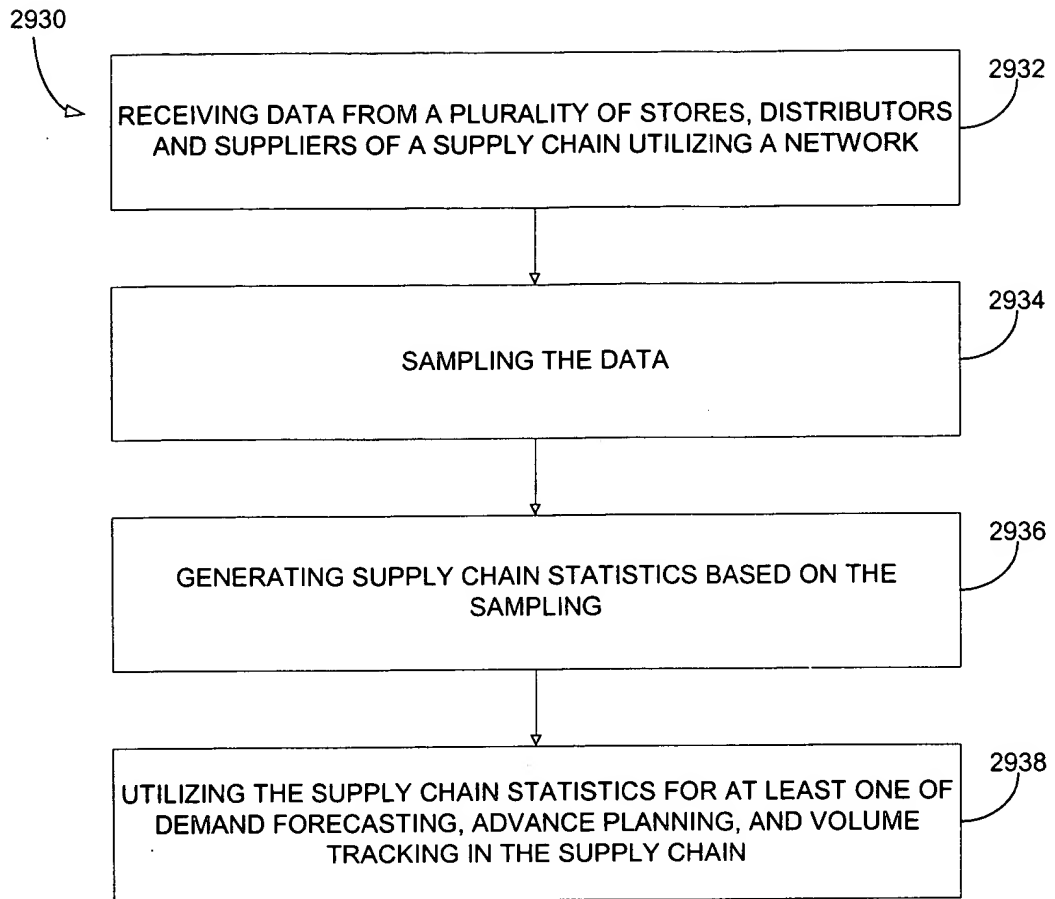 2930
2932
RECEIVING DATA FROM A PLURALITY OF STORES, DISTRIBUTORS
AND SUPPLIERS OF A SUPPLY CHAIN UTILIZING A NETWORK
2934
SAMPLING THE DATA
2936
GENERATING SUPPLY CHAIN STATISTICS BASED ON THE
SAMPLING
2938
UTILIZING THE SUPPLY CHAIN STATISTICS FOR AT LEAST ONE OF
DEMAND FORECASTING, ADVANCE PLANNING, AND VOLUME
TRACKING IN THE SUPPLY CHAIN